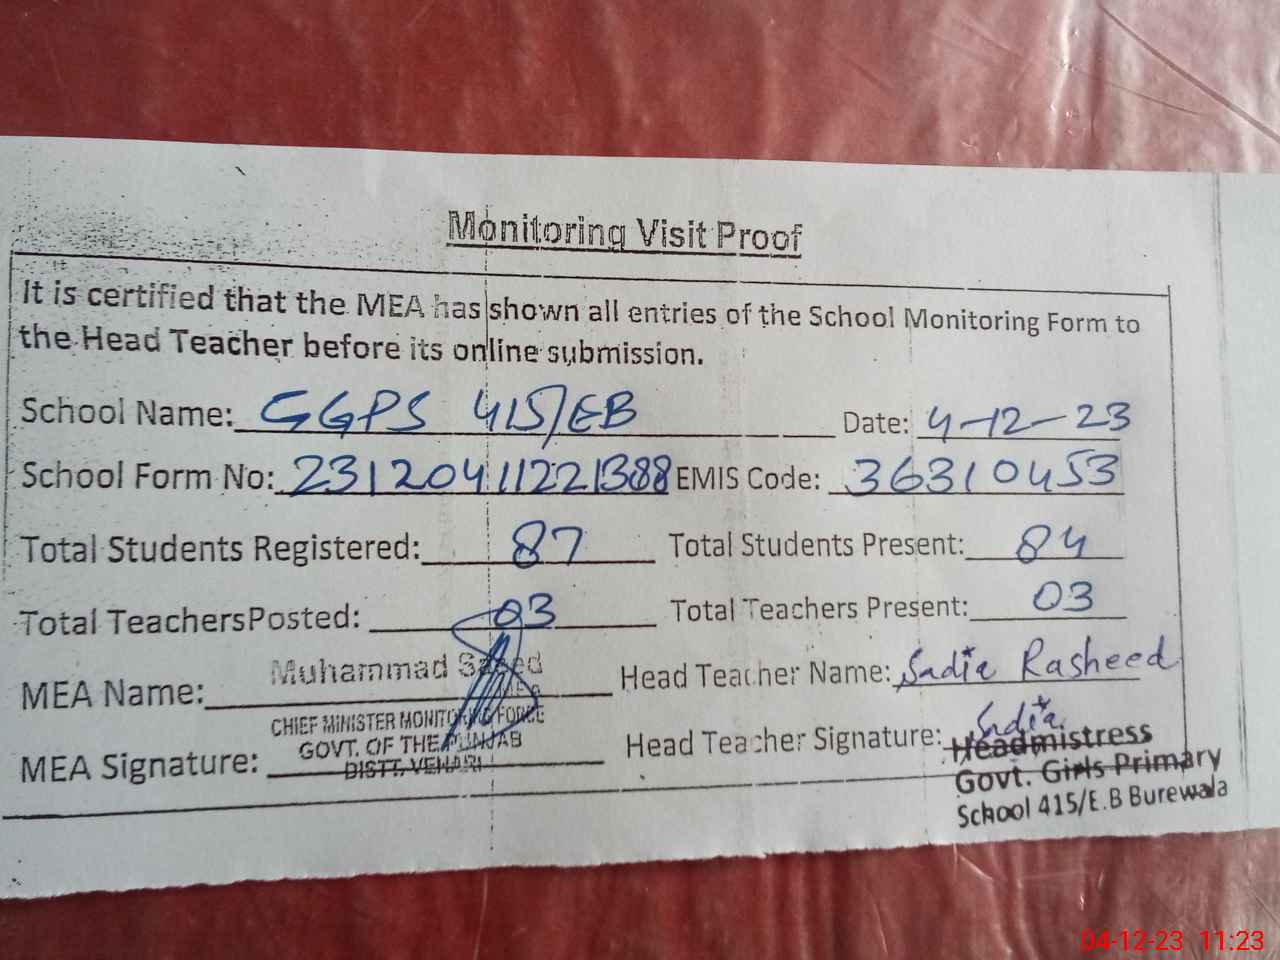 Monitoring Visit Proof
It is certified that the MEA has shown all entries of the School Monitoring Form to
the Head Teacher before its online submission.
School Name: GGPS 415/EB Date: 4-12-23
School Form No: 23120411221388 EMIS Code: 36310453
Total Students Registered: 87 Total Students Present: 84
Total TeachersPosted: 03 Total Teachers Present: 03
MEA Name: Muhammad Saeed Head Teacher Name: Sadia Rasheed
MEA
CHIEF MINISTER MONITORING FORCE
GOVT. OF THE PUNJAB
DISTT. VEHARI
MEA Signature: Head Teacher Signature: Sadia
Headmistress
Govt. Girls Primary
School 415/E.B Burewala
04-12-23 11:23